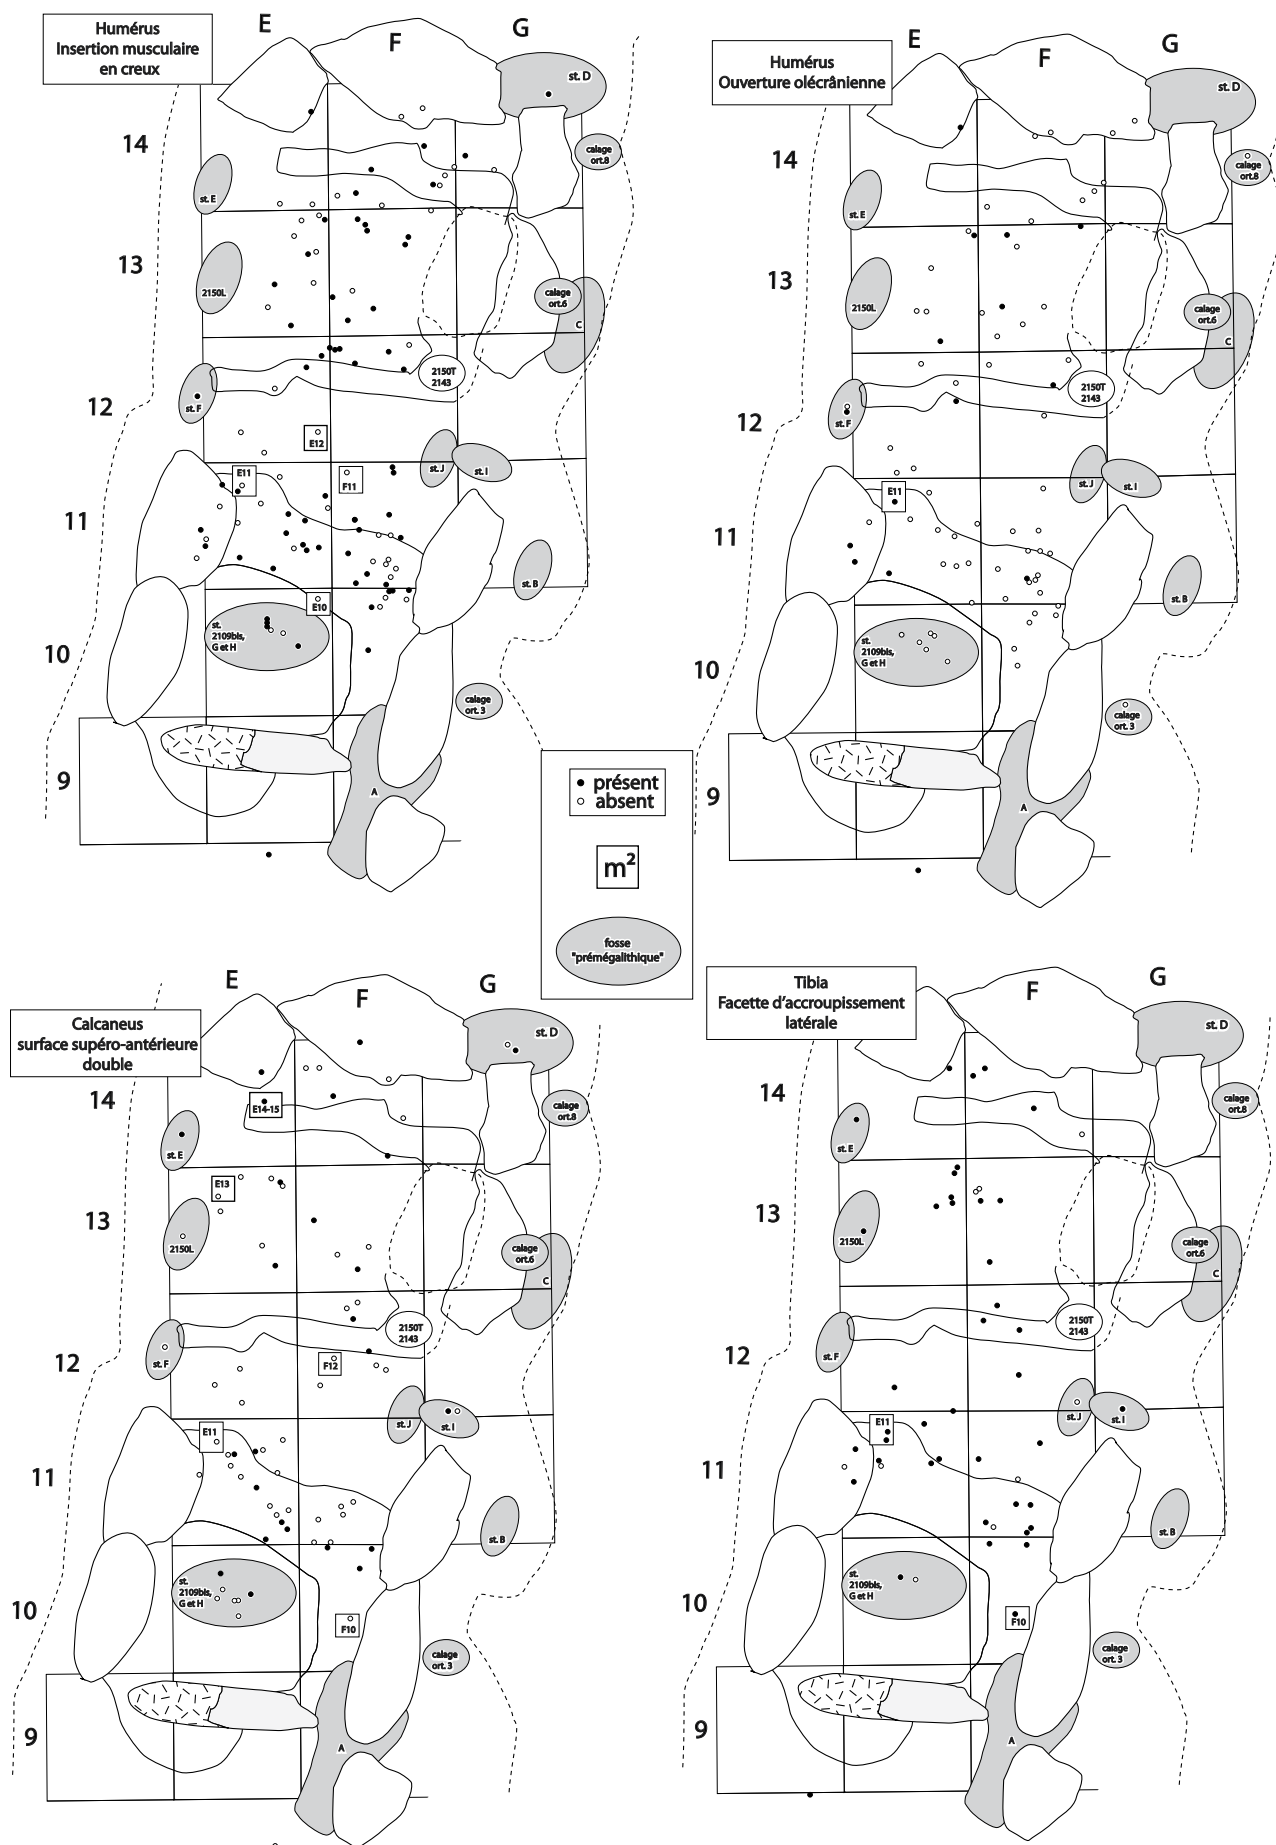 Humérus
Insertion musculaire
en creux
E
F
G
st. D
14
calage
ort.8
st. E
13
2150L
calage
ort.6
C
2150T
2143
12
st. F
E12
E11
F11
st. J
st. I
11
st. B
E10
st.
2109bis,
G et H
10
calage
ort. 3
9
A
Humérus
Ouverture olécrânienne
E
F
G
st. D
14
calage
ort.8
st. E
13
2150L
calage
ort.6
C
2150T
2143
12
st. F
E11
st. J
st. I
11
st. B
st.
2109bis,
G et H
10
calage
ort. 3
9
A
présent
absent
m²
fosse
"prémégalithique"
Calcaneus
surface supéro-antérieure
double
E
F
G
st. D
14
E14-15
calage
ort.8
st. E
E13
13
2150L
calage
ort.6
C
2150T
2143
12
st. F
F12
E11
st. J
st. I
11
st. B
st.
2109bis,
G et H
10
F10
calage
ort. 3
9
A
Tibia
Facette d'accroupissement
latérale
E
F
G
st. D
14
calage
ort.8
st. E
13
2150L
calage
ort.6
C
2150T
2143
12
st. F
E11
st. J
st. I
11
st. B
st.
2109bis,
G et H
10
F10
calage
ort. 3
9
A